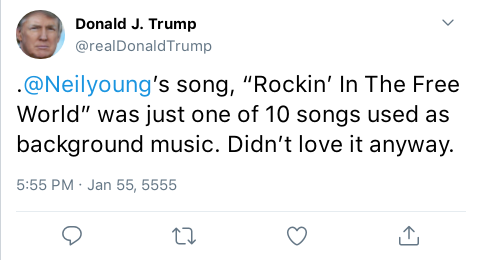 Donald J. Trump
@realDonaldTrump
.@Neilyoung’s song, “Rockin’ In The Free
World” was just one of 10 songs used as
background music. Didn’t love it anyway.
5:55 PM · Jan 55, 5555